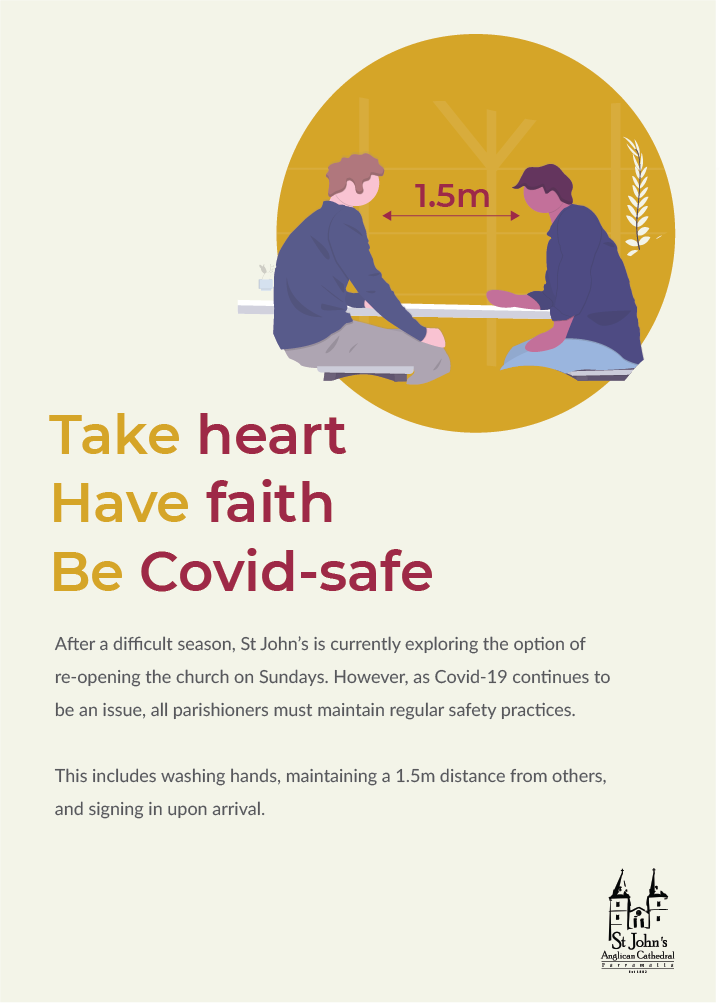 1.5m
Take heart
Have faith
Be Covid-safe
After a difficult season, St John’s is currently exploring the option of
re-opening the church on Sundays. However, as Covid-19 continues to
be an issue, all parishioners must maintain regular safety practices.
This includes washing hands, maintaining a 1.5m distance from others,
and signing in upon arrival.
St John's
Anglican Cathedral
Parramatta